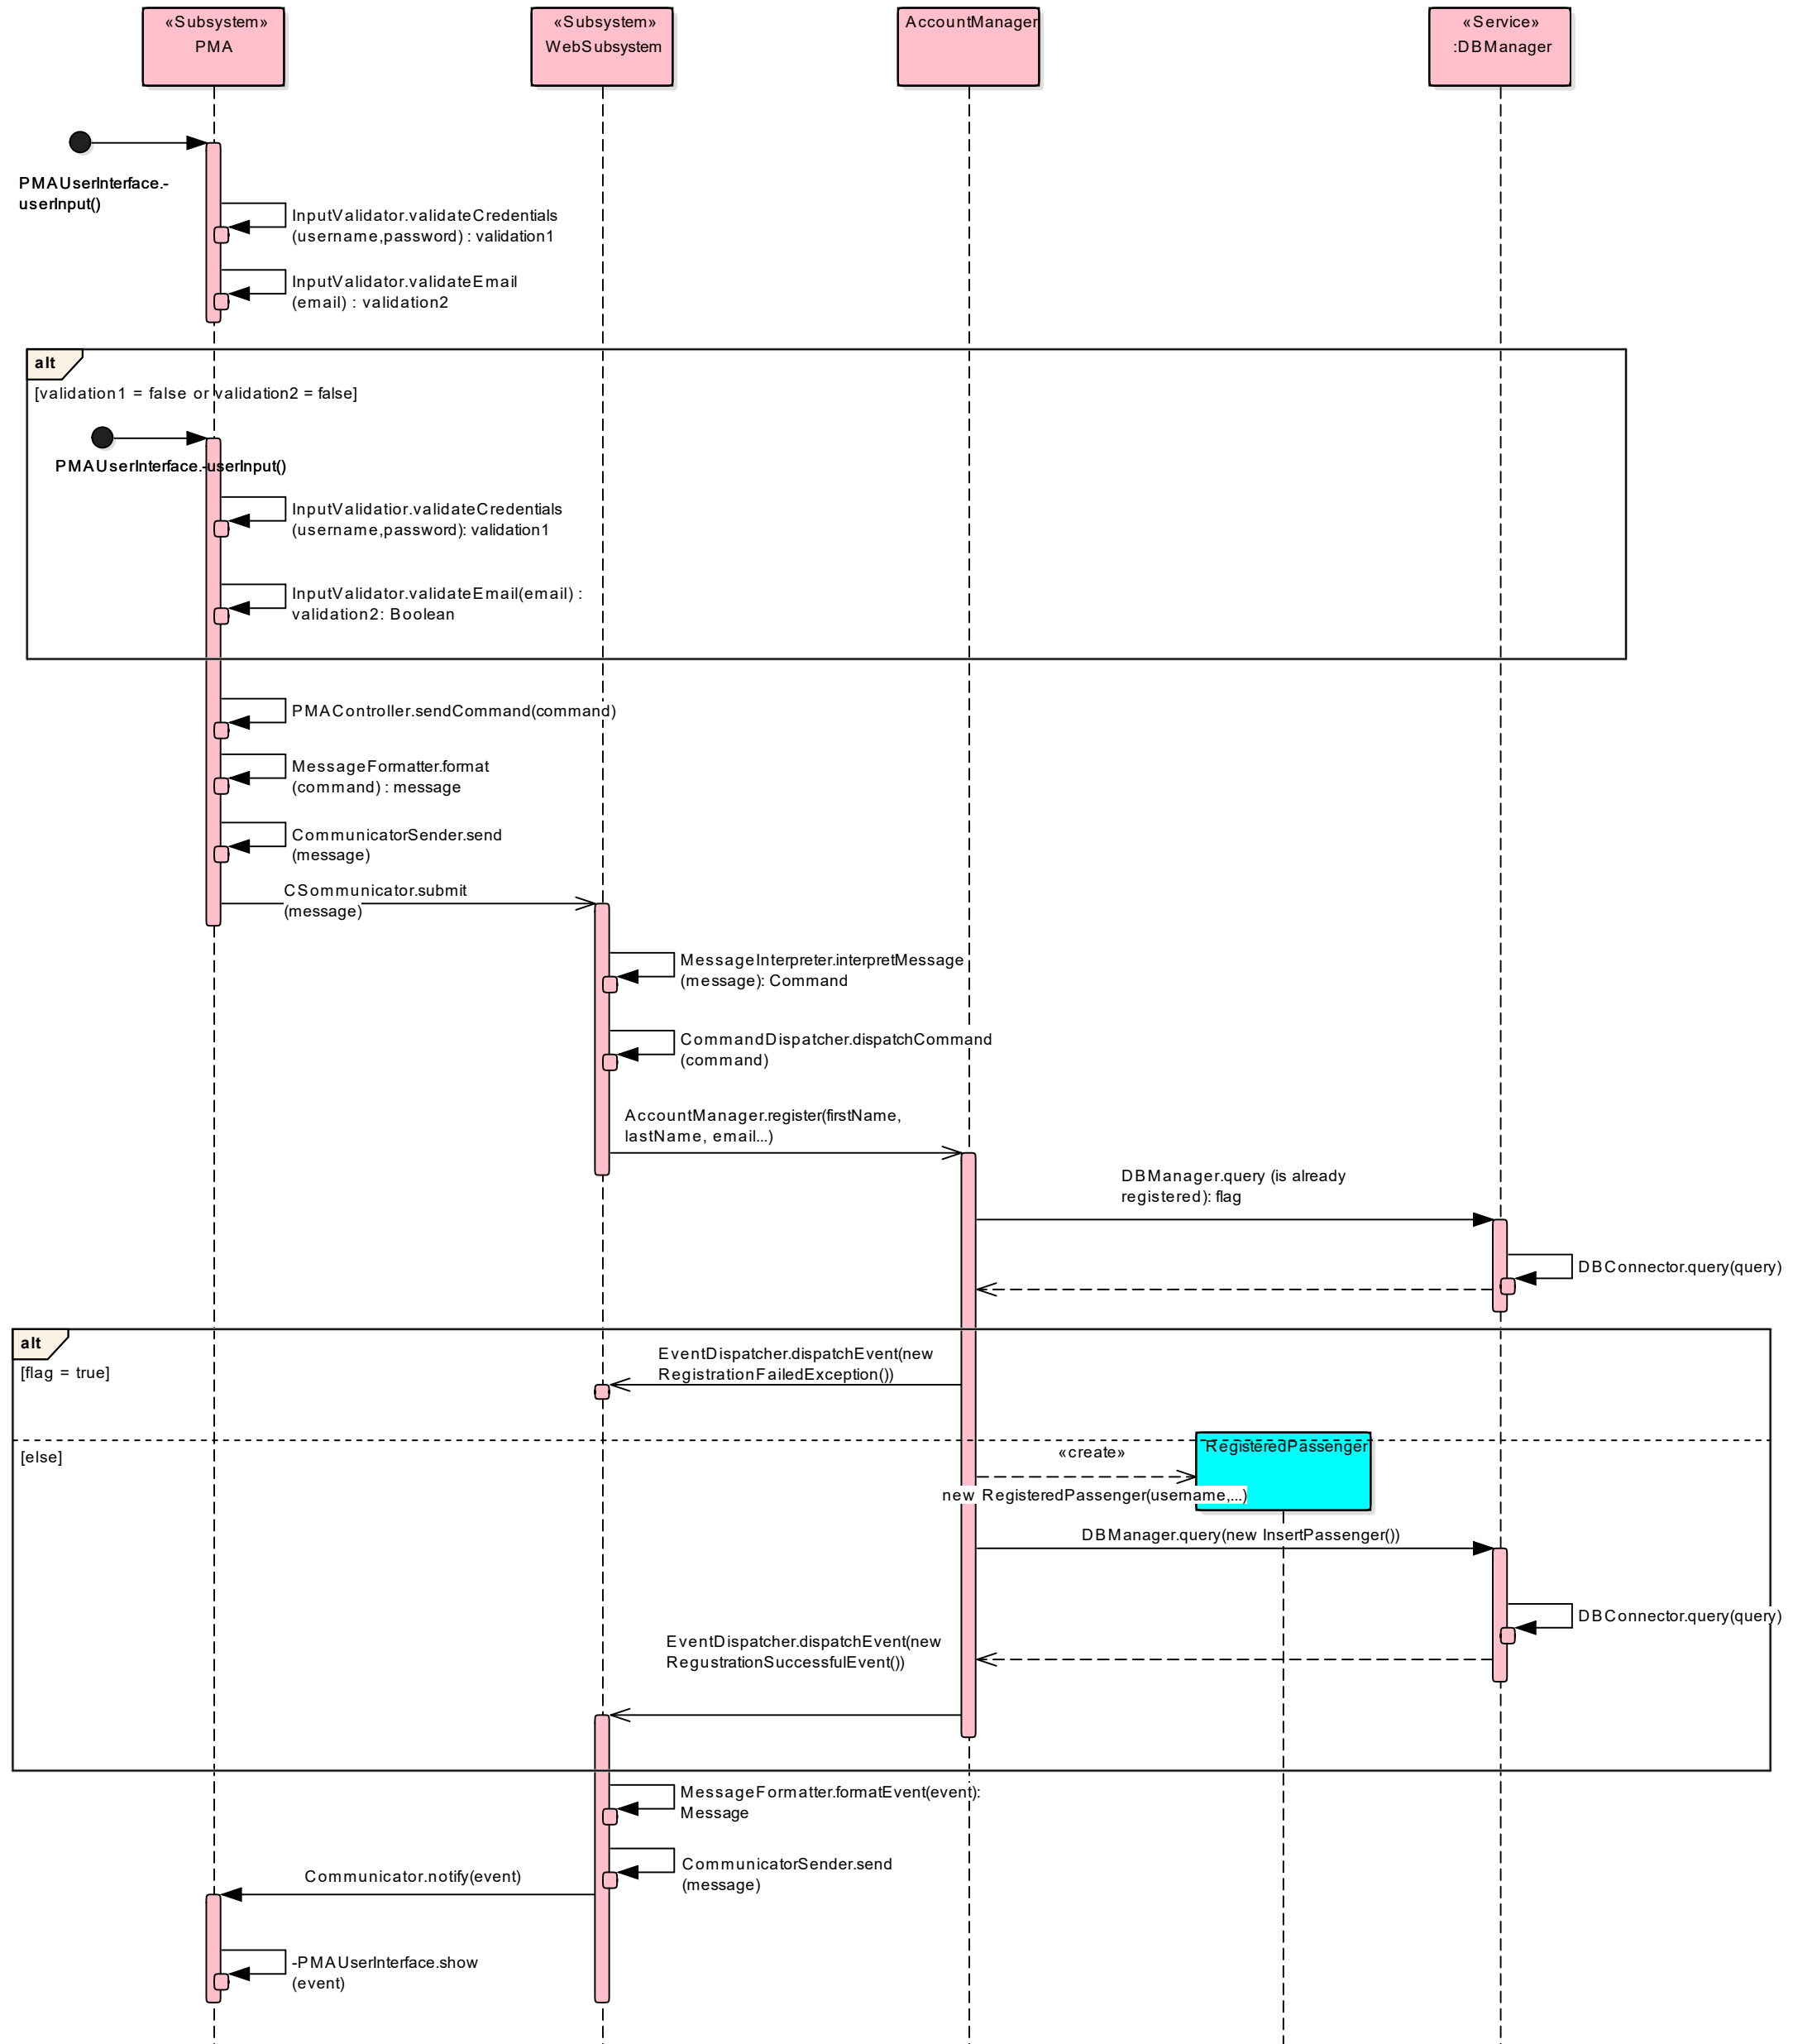 «Subsystem»
PMA
«Subsystem»
WebSubsystem
AccountManager
«Service»
:DBManager
PMAUserInterface.-
userInput()
InputValidator.validateCredentials
(username,password) : validation1
InputValidator.validateEmail
(email) : validation2
alt
[validation1 = false or validation2 = false]
PMAUserInterface.-userInput()
InputValidatior.validateCredentials
(username,password): validation1
InputValidator.validateEmail(email) :
validation2: Boolean
PMAController.sendCommand(command)
MessageFormatter.format
(command) : message
CommunicatorSender.send
(message)
CSommunicator.submit
(message)
MessageInterpreter.interpretMessage
(message): Command
CommandDispatcher.dispatchCommand
(command)
AccountManager.register(firstName,
lastName, email...)
DBManager.query (is already
registered): flag
DBConnector.query(query)
alt
[flag = true]
EventDispatcher.dispatchEvent(new
RegistrationFailedException())
[else]
«create»
RegisteredPassenger
new RegisteredPassenger(username,...)
DBManager.query(new InsertPassenger())
DBConnector.query(query)
EventDispatcher.dispatchEvent(new
RegustrationSuccessfulEvent())
MessageFormatter.formatEvent(event):
Message
CommunicatorSender.send
(message)
Communicator.notify(event)
-PMAUserInterface.show
(event)